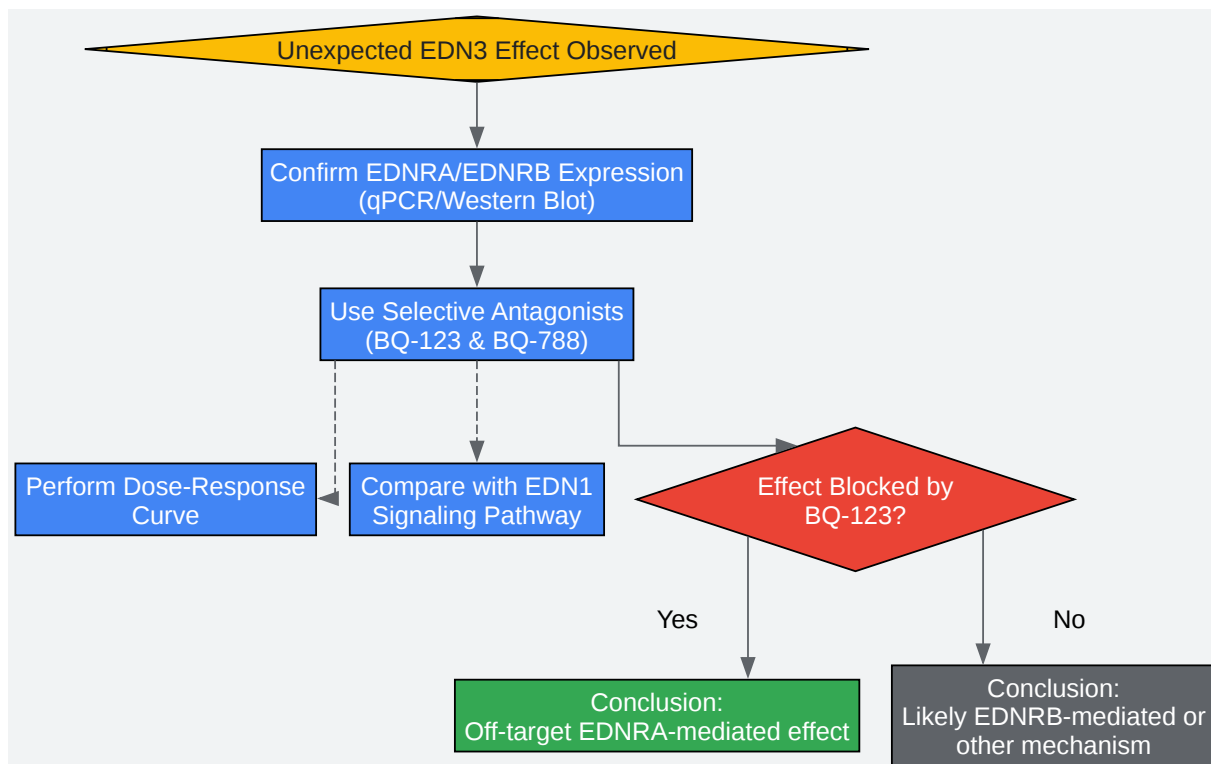 Unexpected EDN3 Effect Observed
Confirm EDNRA/EDNRB Expression
(qPCR/Western Blot)
Use Selective Antagonists
(BQ-123 & BQ-788)
Perform Dose-Response
Curve
Compare with EDN1
Signaling Pathway
Effect Blocked by
BQ-123?
Yes
No
Conclusion:
Off-target EDNRA-mediated effect
Conclusion:
Likely EDNRB-mediated or
other mechanism